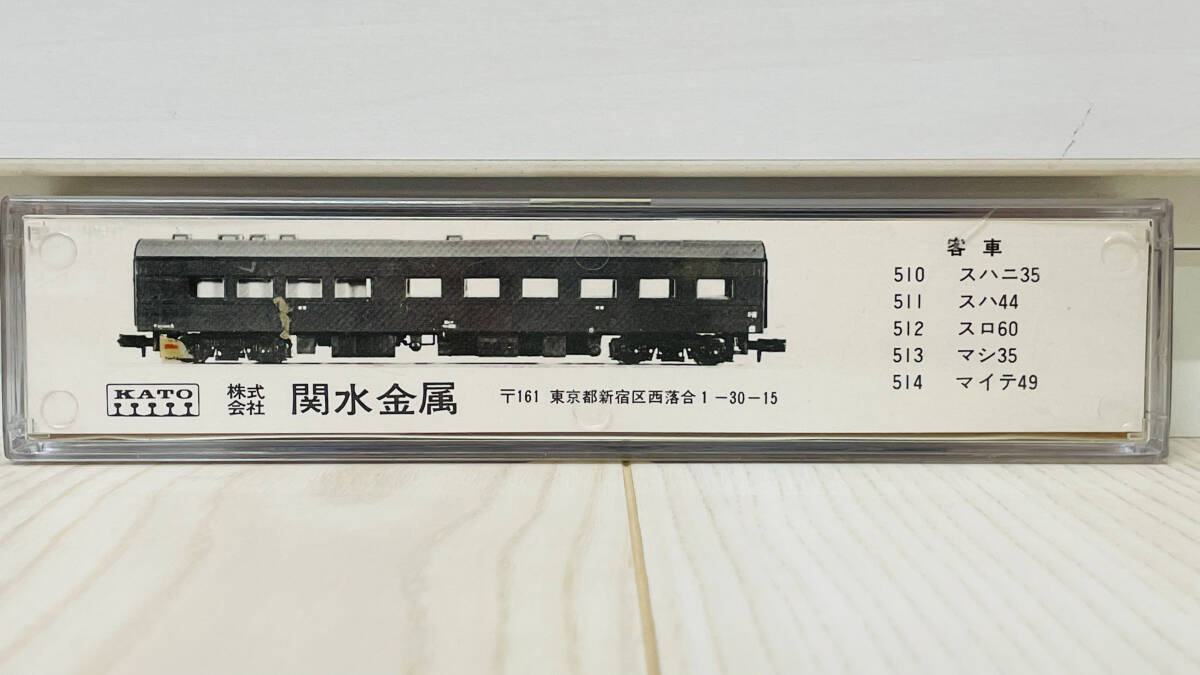 客車
510 スハニ35
511 スハ44
512 スロ60
513 マシ35
514 マイテ49
KATO 株式会社 関水金属 〒161 東京都新宿区西落合1-30-15